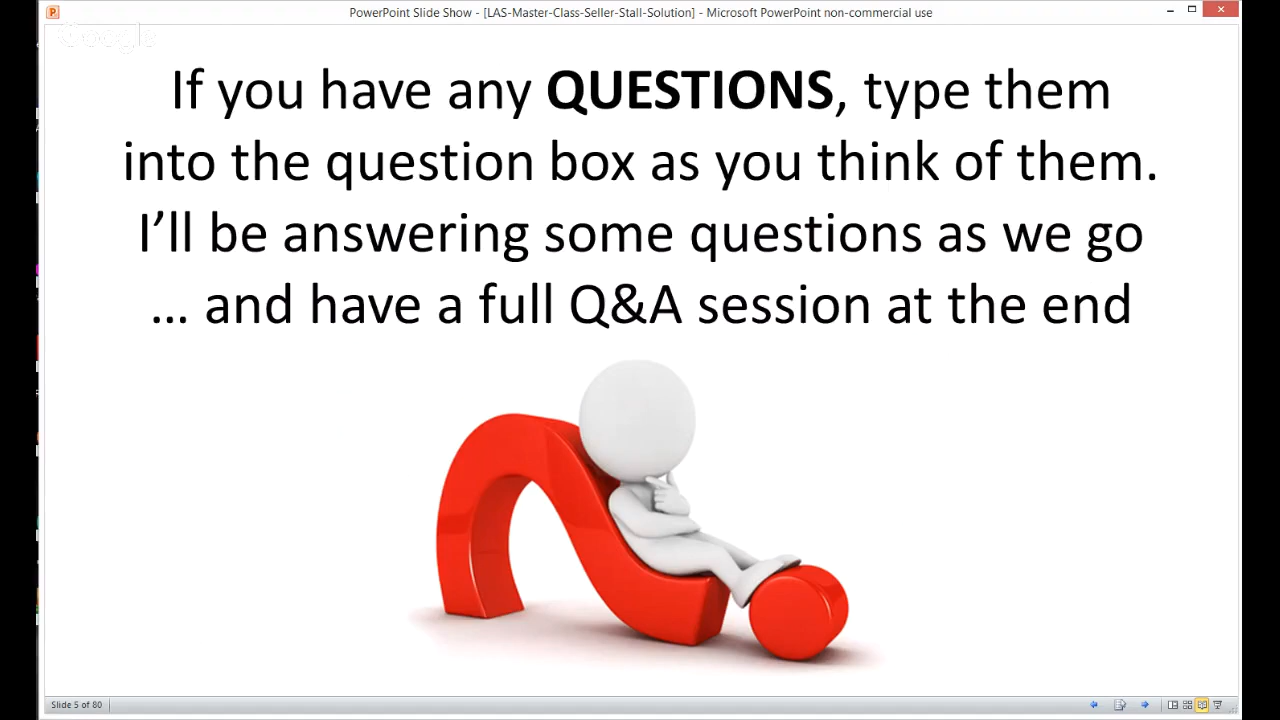 PowerPoint Slide Show - [LAS-Master-Class-Seller-Stall-Solution] - Microsoft PowerPoint non-commercial use
Google
If you have any QUESTIONS, type them
into the question box as you think of them.
I’ll be answering some questions as we go
... and have a full Q&A session at the end
Slide 5 of 80